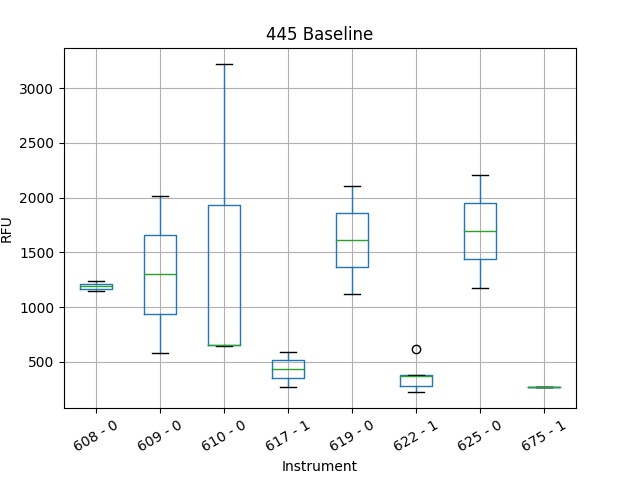 445 Baseline
3000
2500
2000
1500
1000
500
RFU
608 - 0
609 - 0
610 - 0
617 - 1
619 - 0
622 - 1
625 - 0
675 - 1
Instrument